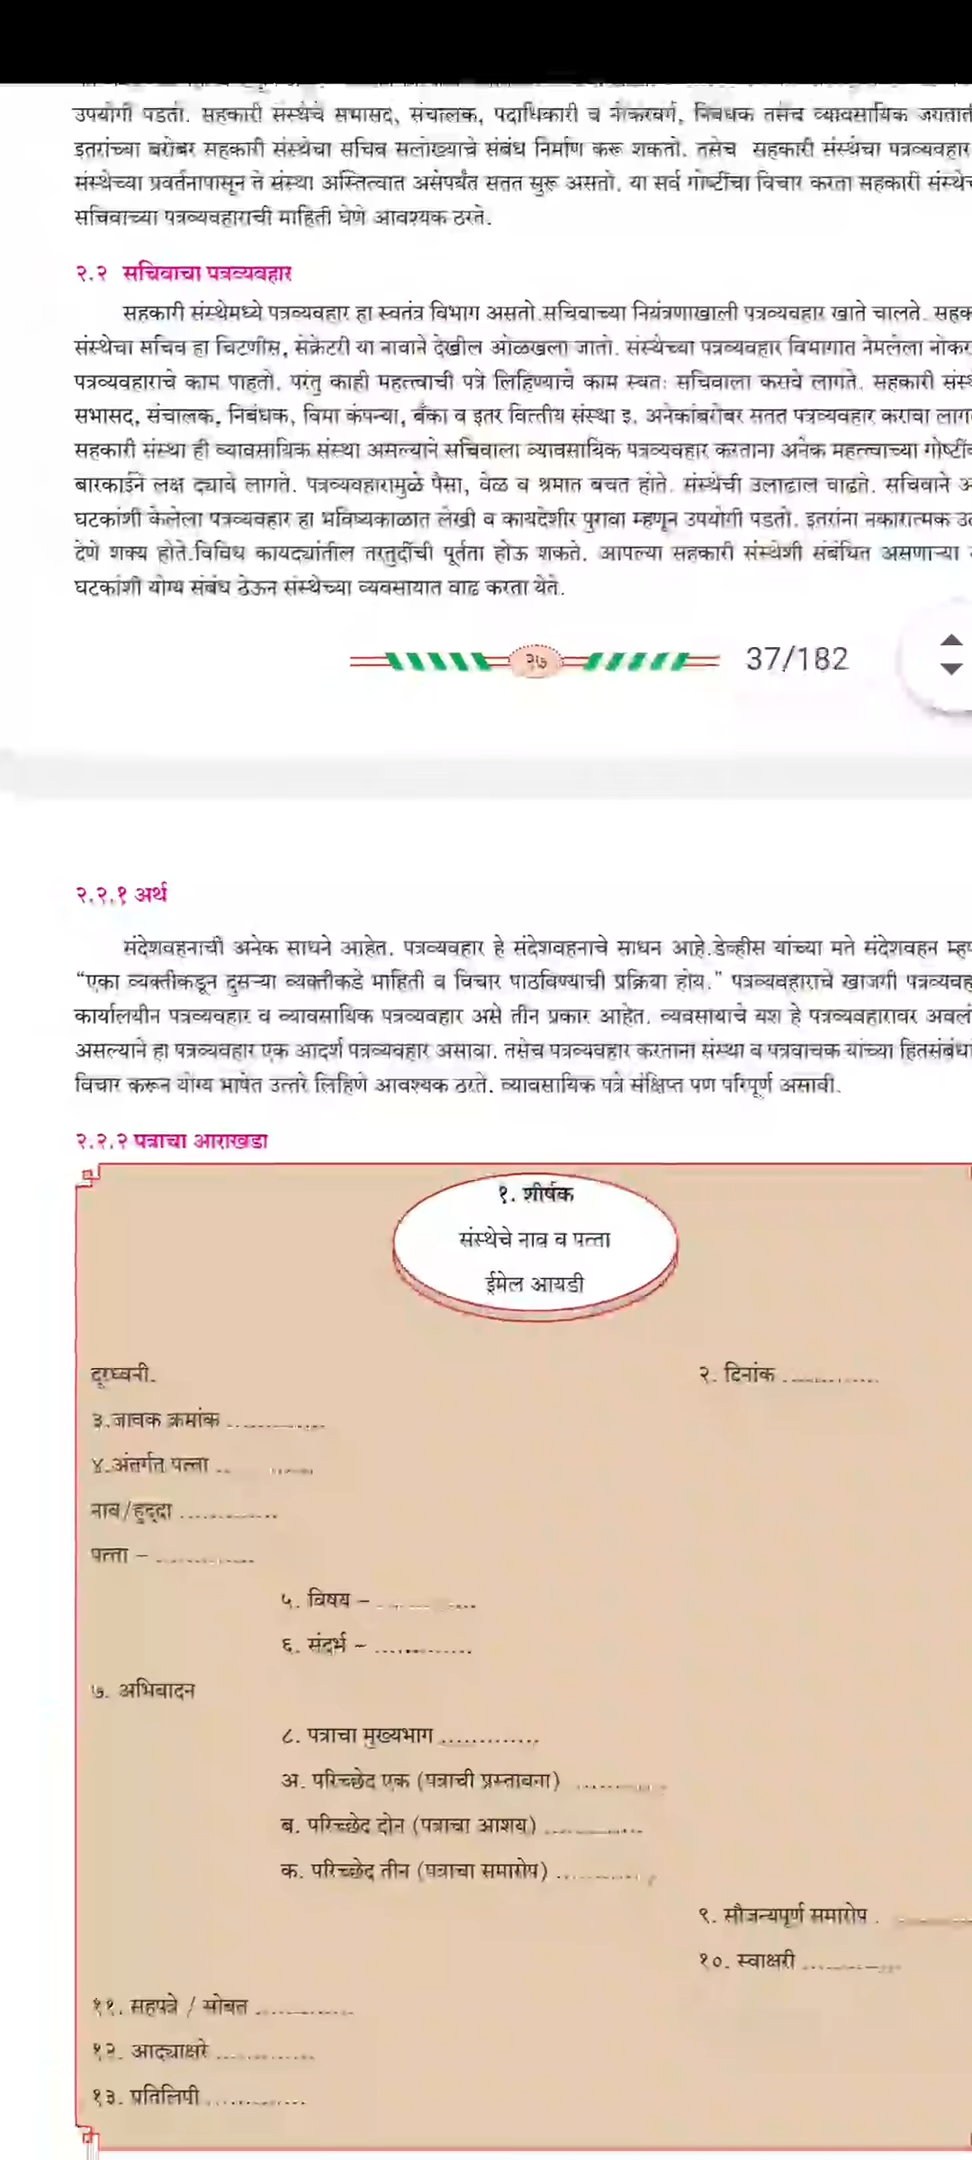 उपयोगी पडतो. सहकारी संस्थेचे सभासद, संचालक, पदाधिकारी व नोकरवर्ग, निबंधक तसेच व्यावसायिक जगतातील
इतरांच्या बरोबर सहकारी संस्थेचा सचिव सलोख्याचे संबंध निर्माण करू शकतो. तसेच सहकारी संस्थेचा पत्रव्यवहार
संस्थेच्या प्रवर्तनापासून ते संस्था अस्तित्वात असेपर्यंत सतत सुरू असतो. या सर्व गोष्टींचा विचार करता सहकारी
सचिवाच्या पत्रव्यवहाराची माहिती घेणे आवश्यक ठरते.
२.२ सचिवाचा पत्रव्यवहार
सहकारी संस्थेमध्ये पत्रव्यवहार हा स्वतंत्र विभाग असतो.सचिवाच्या नियंत्रणाखाली पत्रव्यवहार खाते चालते.
संस्थेचा सचिव हा चिटणीस, सेक्रेटरी या नावाने देखील ओळखला जातो. संस्थेच्या पत्रव्यवहार विभागात नेमलेला
पत्रव्यवहाराचे काम पाहतो. परंतु काही महत्त्वाची पत्रे लिहिण्याचे काम स्वतः सचिवाला करावे लागते. सहकारी
सभासद, संचालक, निबंधक, विमा कंपन्या, बँका व इतर वित्तीय संस्था इ. अनेकांबरोबर सतत पत्रव्यवहार करावा
सहकारी संस्था ही व्यावसायिक संस्था असल्याने सचिवाला व्यावसायिक पत्रव्यवहार करताना अनेक महत्त्वाच्या
बारकाईने लक्ष द्यावे लागते. पत्रव्यवहारामुळे पैसा, वेळ व श्रमात बचत होते. संस्थेची उलाढाल वाढते. सचिवाने
घटकांशी केलेला पत्रव्यवहार हा भविष्यकाळात लेखी व कायदेशीर पुरावा म्हणून उपयोगी पडतो. इतरांना नकारात्मक
देणे शक्य होते.विविध कायद्यांतील तरतुदींची पूर्तता होऊ शकते. आपल्या सहकारी संस्थेशी संबंधित असणाऱ्या
घटकांशी योग्य संबंध ठेऊन संस्थेच्या व्यवसायात वाढ करता येते.
२७ 37/182
२.२.१ अर्थ
संदेशवहनाची अनेक साधने आहेत. पत्रव्यवहार हे संदेशवहनाचे साधन आहे.डेव्हीस यांच्या मते संदेशवहन
“एका व्यक्तीकडून दुसऱ्या व्यक्तीकडे माहिती व विचार पाठविण्याची प्रक्रिया होय.” पत्रव्यवहाराचे खाजगी
कार्यालयीन पत्रव्यवहार व व्यावसायिक पत्रव्यवहार असे तीन प्रकार आहेत. व्यवसायाचे यश हे पत्रव्यवहारावर
असल्याने हा पत्रव्यवहार एक आदर्श पत्रव्यवहार असावा. तसेच पत्रव्यवहार करताना संस्था व पत्रवाचक यांच्या
विचार करून योग्य भाषेत उत्तरे लिहिणे आवश्यक ठरते. व्यावसायिक पत्रे संक्षिप्त पण परिपूर्ण असावी.
२.२.२ पत्राचा आराखडा
१. शीर्षक
संस्थेचे नाव व पत्ता
ईमेल आयडी
दूरध्वनी.
२. दिनांक ..............
३.जावक क्रमांक ..............
४.अंतर्गत पत्ता ..............
नाव/हुद्दा ..............
पत्ता – ..............
५. विषय – ..............
६. संदर्भ – ..............
७. अभिवादन
८. पत्राचा मुख्यभाग ..............
अ. परिच्छेद एक (पत्राची प्रस्तावना) ..............
ब. परिच्छेद दोन (पत्राचा आशय) ..............
क. परिच्छेद तीन (पत्राचा समारोप) ..............
९. सौजन्यपूर्ण समारोप ..............
१०. स्वाक्षरी ..............
११. सहपत्रे / सोबत ..............
१२. आद्याक्षरे ..............
१३. प्रतिलिपी ..............